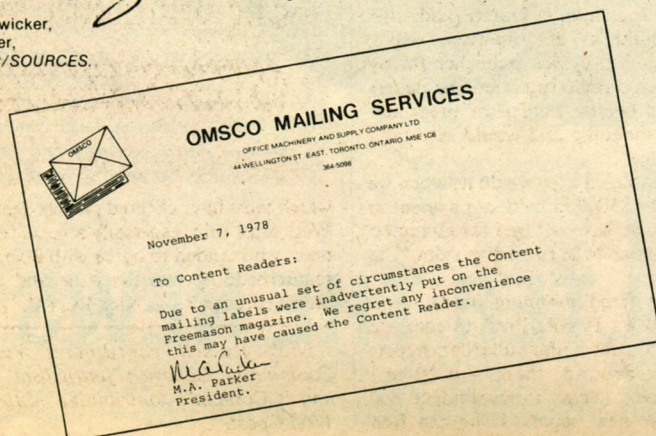 wicker,
er,
/SOURCES.
OMSCO
OMSCO MAILING SERVICES
OFFICE MACHINERY AND SUPPLY COMPANY LTD
44 WELLINGTON ST. EAST, TORONTO, ONTARIO M5E 1C8
364-5098
November 7, 1978
To Content Readers:
Due to an unusual set of circumstances the Content
mailing labels were inadvertently put on the
Freemason magazine. We regret any inconvenience
this may have caused the Content Reader.
M.A. Parker
M.A. Parker
President.